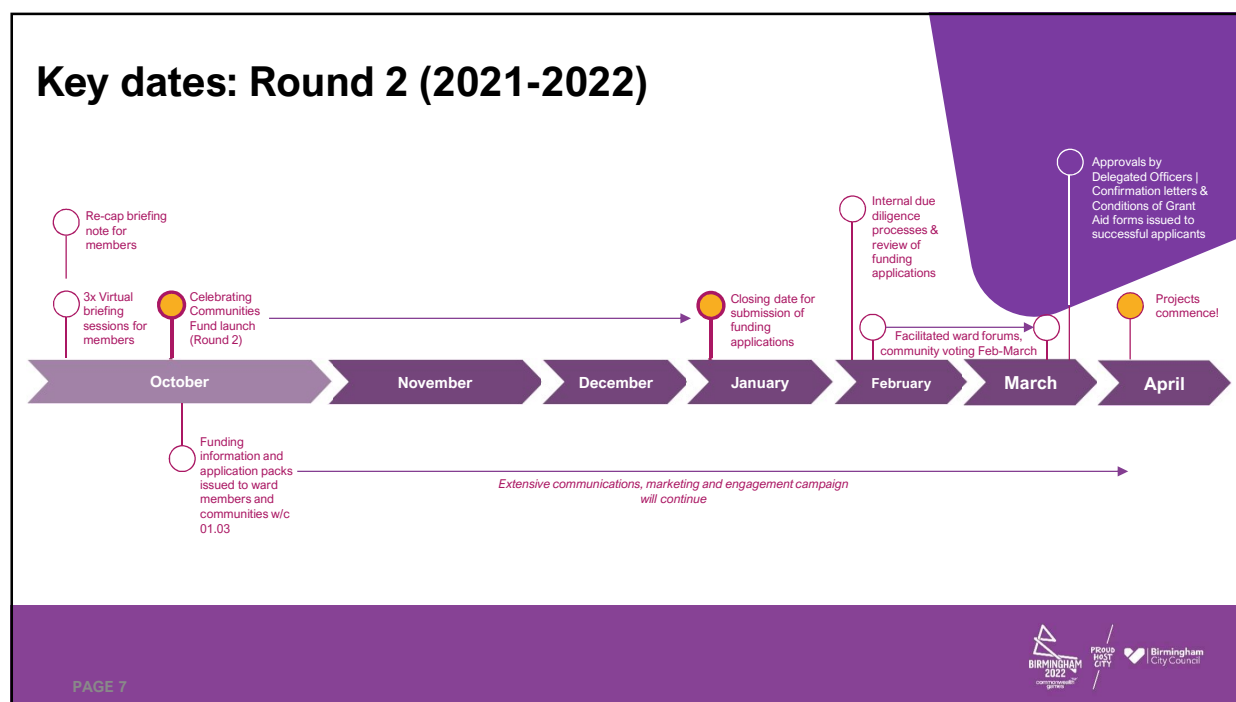 Key dates: Round 2 (2021-2022)
Re-cap briefing
note for
members
3x Virtual
briefing
sessions for
members
Celebrating
Communities
Fund launch
(Round 2)
Closing date for
submission of
funding
applications
Internal due
diligence
processes &
review of
funding
applications
Facilitated ward forums,
community voting Feb-March
Approvals by
Delegated Officers |
Confirmation letters &
Conditions of Grant
Aid forms issued to
successful applicants
Projects
commence!
October
November
December
January
February
March
April
Funding
information and
application packs
issued to ward
members and
communities w/c
01.03
Extensive communications, marketing and engagement campaign
will continue
PAGE 7
BIRMINGHAM
2022
commonwealth
games
PROUD
HOST
CITY
Birmingham
City Council